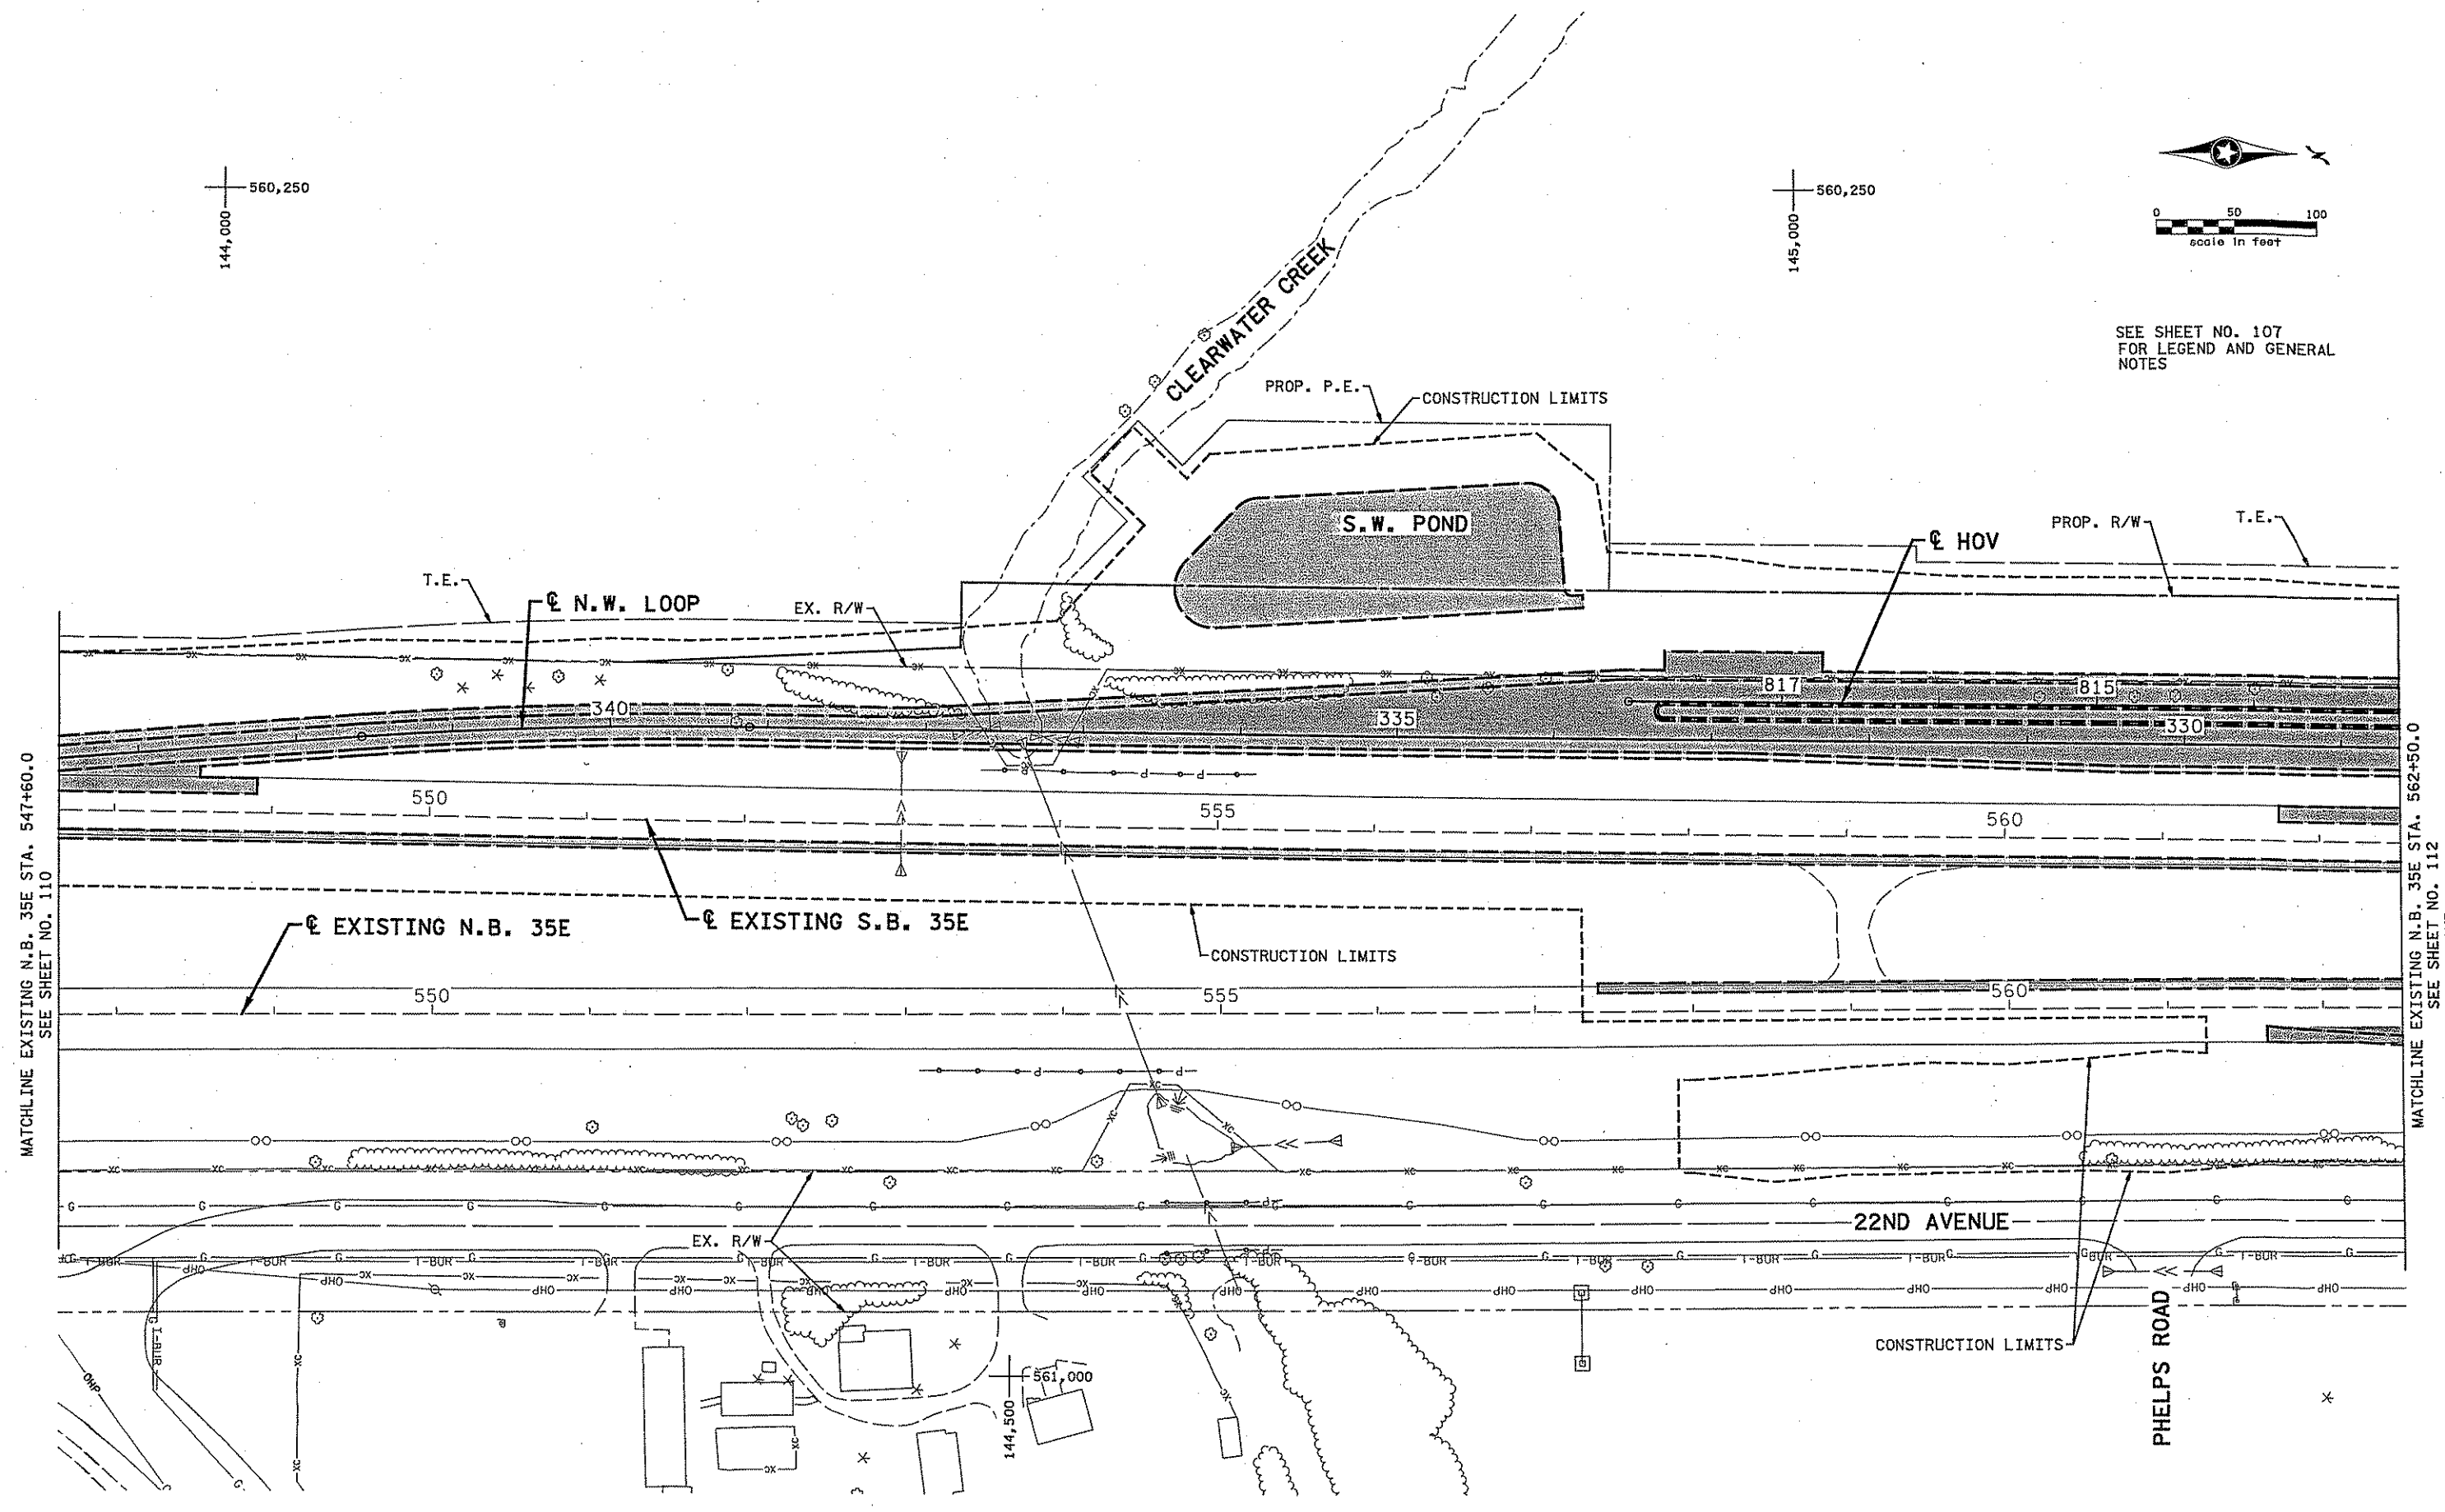 560,250
144,000
560,250
145,000
N
0 50 100
scale in feet
SEE SHEET NO. 107
FOR LEGEND AND GENERAL
NOTES
CLEARWATER CREEK
PROP. P.E.
CONSTRUCTION LIMITS
S.W. POND
℄ HOV
PROP. R/W
T.E.
T.E.
℄ N.W. LOOP
EX. R/W
340
335
817
815
330
550
555
560
℄ EXISTING N.B. 35E
℄ EXISTING S.B. 35E
CONSTRUCTION LIMITS
550
555
560
MATCHLINE EXISTING N.B. 35E STA. 547+60.0
SEE SHEET NO. 110
MATCHLINE EXISTING N.B. 35E STA. 562+50.0
SEE SHEET NO. 112
22ND AVENUE
EX. R/W
T-BUR
OHP
G
XC
P
561,000
144,500
CONSTRUCTION LIMITS
PHELPS ROAD